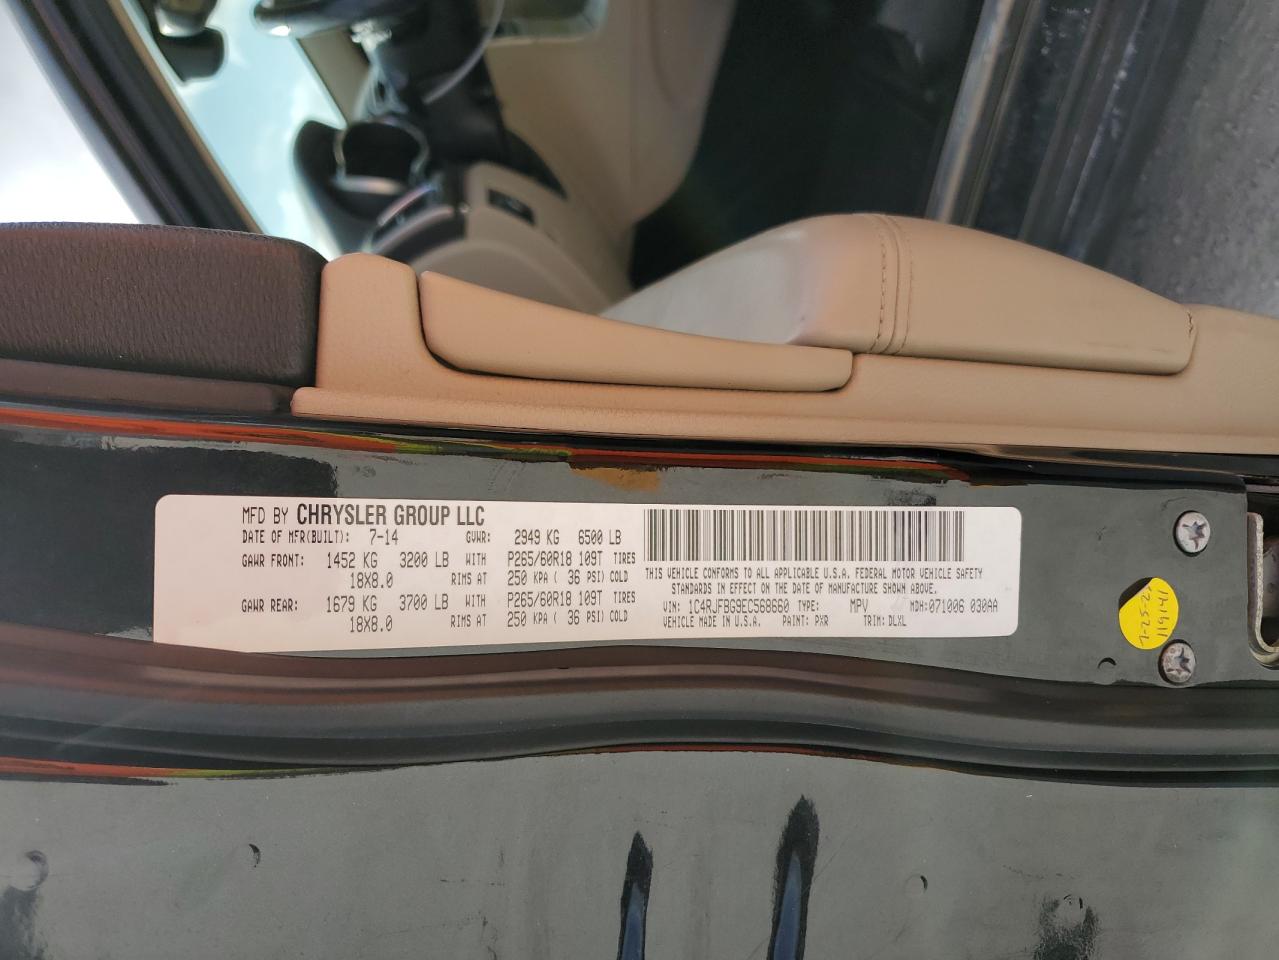 MFD BY CHRYSLER GROUP LLC
DATE OF MFR(BUILT): 7-14 GVWR: 2949 KG 6500 LB
GAWR FRONT: 1452 KG 3200 LB WITH P265/60R18 109T TIRES
18X8.0 RIMS AT 250 KPA ( 36 PSI) COLD
GAWR REAR: 1679 KG 3700 LB WITH P265/60R18 109T TIRES
18X8.0 RIMS AT 250 KPA ( 36 PSI) COLD
THIS VEHICLE CONFORMS TO ALL APPLICABLE U.S.A. FEDERAL MOTOR VEHICLE SAFETY
STANDARDS IN EFFECT ON THE DATE OF MANUFACTURE SHOWN ABOVE.
VIN: 1C4RJFBG9EC568660 TYPE: MPV MDH:071006 030AA
VEHICLE MADE IN U.S.A. PAINT: PXR TRIM: DLXL
119141